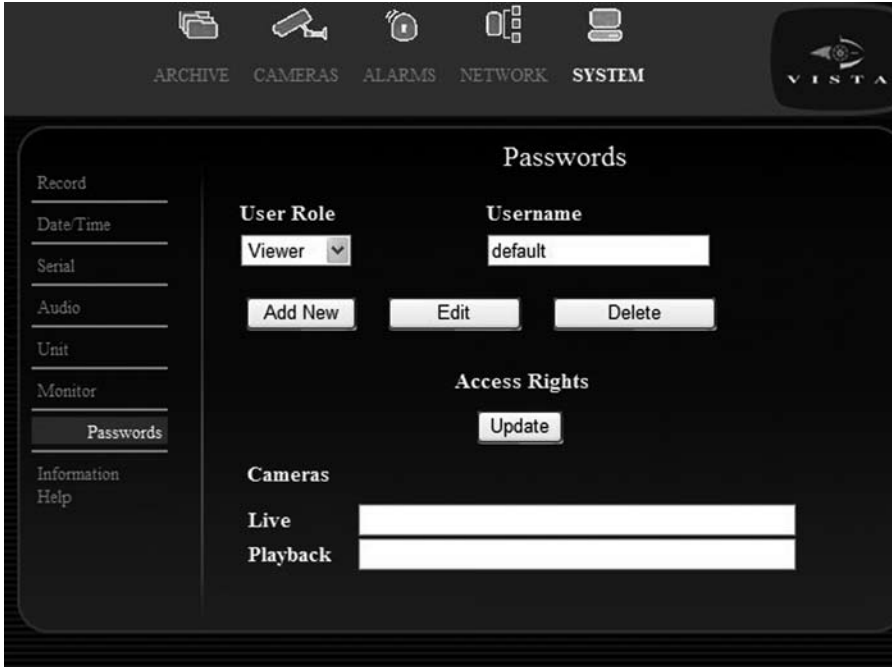 ARCHIVE CAMERAS ALARMS NETWORK SYSTEM
VISTA
Passwords
Record
Date/Time
Serial
Audio
Unit
Monitor
Passwords
Information
Help
User Role Username
Viewer default
Add New Edit Delete
Access Rights
Update
Cameras
Live
Playback